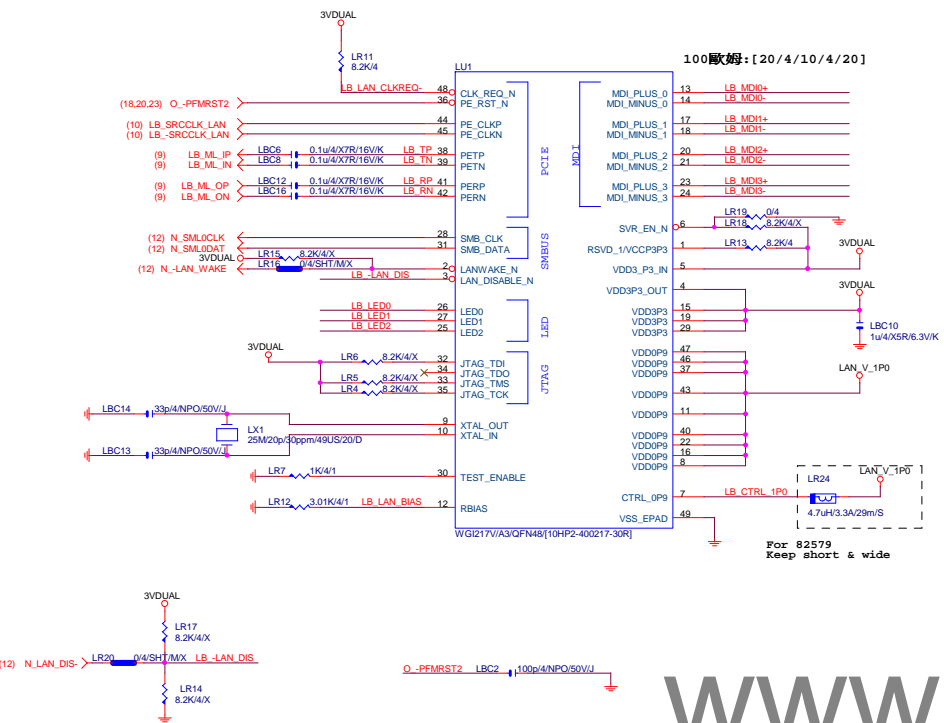 3VDUAL
LR11
8.2K/4
100歐姆:[20/4/10/4/20]
LU1
LB_LAN_CLKREQ-
48
CLK_REQ_N
(18,20,23) O_-PFMRST2
36
PE_RST_N
(10) LB_SRCCLK_LAN
44
PE_CLKP
(10) LB_-SRCCLK_LAN
45
PE_CLKN
(9) LB_ML_IP
LBC6
0.1u/4/X7R/16V/K
LB_TP
38
PETP
(9) LB_ML_IN
LBC8
0.1u/4/X7R/16V/K
LB_TN
39
PETN
(9) LB_ML_OP
LBC12
0.1u/4/X7R/16V/K
LB_RP
41
PERP
(9) LB_ML_ON
LBC16
0.1u/4/X7R/16V/K
LB_RN
42
PERN
PCIE
(12) N_SML0CLK
28
SMB_CLK
(12) N_SML0DAT
31
SMB_DATA
SMBUS
3VDUAL
LR15
8.2K/4/X
(12) N_-LAN_WAKE
LR16
0/4/SHT/M/X
2
LANWAKE_N
LB_-LAN_DIS
3
LAN_DISABLE_N
LB_LED0
26
LED0
LB_LED1
27
LED1
LB_LED2
25
LED2
LED
3VDUAL
LR6
8.2K/4/X
32
JTAG_TDI
34
JTAG_TDO
LR5
8.2K/4/X
33
JTAG_TMS
LR4
8.2K/4/X
35
JTAG_TCK
JTAG
LBC14
33p/4/NPO/50V/J
9
XTAL_OUT
LX1
25M/20p/30ppm/49US/20/D
10
XTAL_IN
LBC13
33p/4/NPO/50V/J
LR7
1K/4/1
30
TEST_ENABLE
LR12
3.01K/4/1
LB_LAN_BIAS
12
RBIAS
WGI217V/A3/QFN48/[10HP2-400217-30R]
MDI
MDI_PLUS_0
13
LB_MDI0+
MDI_MINUS_0
14
LB_MDI0-
MDI_PLUS_1
17
LB_MDI1+
MDI_MINUS_1
18
LB_MDI1-
MDI_PLUS_2
20
LB_MDI2+
MDI_MINUS_2
21
LB_MDI2-
MDI_PLUS_3
23
LB_MDI3+
MDI_MINUS_3
24
LB_MDI3-
LR19
0/4
SVR_EN_N
6
LR18
8.2K/4/X
RSVD_1/VCCP3P3
1
LR13
8.2K/4
3VDUAL
VDD3_P3_IN
5
VDD3P3_OUT
4
3VDUAL
VDD3P3
15
VDD3P3
19
VDD3P3
29
LBC10
1u/4/X5R/6.3V/K
VDD0P9
47
VDD0P9
46
VDD0P9
37
LAN_V_1P0
VDD0P9
43
VDD0P9
11
VDD0P9
40
VDD0P9
22
VDD0P9
16
VDD0P9
8
CTRL_0P9
7
LB_CTRL_1P0
LR24
LAN_V_1P0
4.7uH/3.3A/29m/S
VSS_EPAD
49
For 82579
Keep short & wide
3VDUAL
LR17
8.2K/4/X
(12) N_LAN_DIS-
LR20
0/4/SHT/M/X
LB_-LAN_DIS
LR14
8.2K/4/X
O_-PFMRST2
LBC2
100p/4/NPO/50V/J
WWW